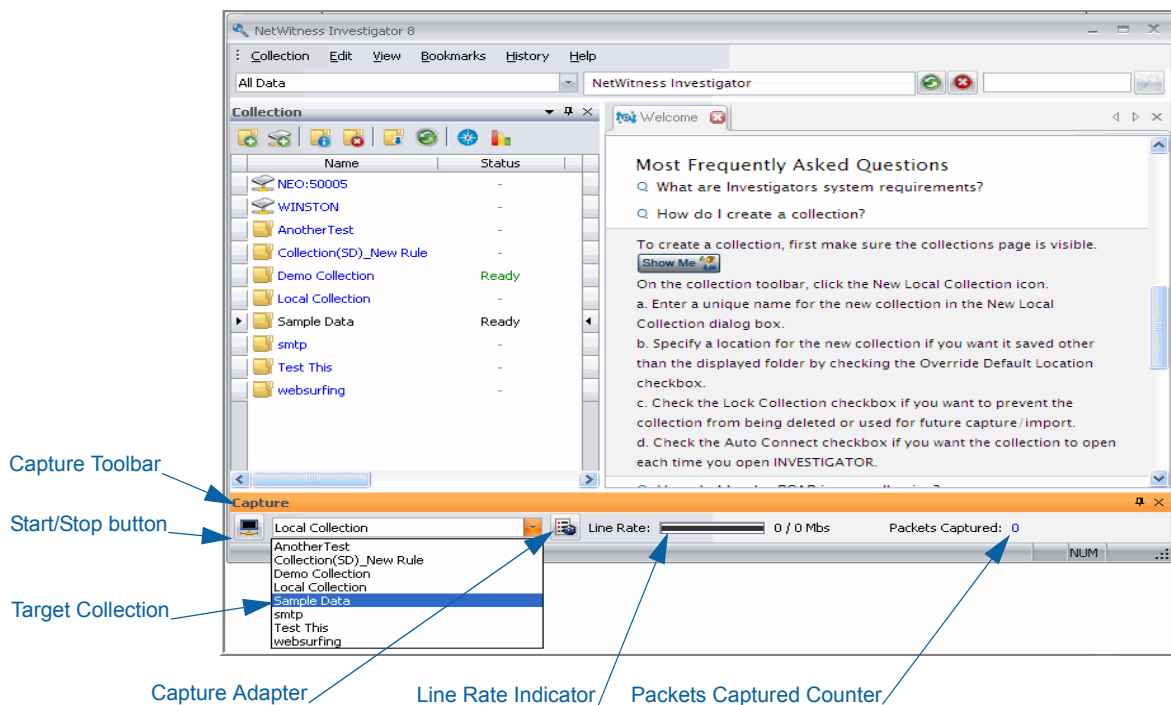 NetWitness Investigator 8
Collection Edit View Bookmarks History Help
All Data
NetWitness Investigator
Collection
Welcome
Name Status
NEO:50005 -
WINSTON -
AnotherTest -
Collection(SD)_New Rule -
Demo Collection Ready
Local Collection -
Sample Data Ready
smtp -
Test This -
websurfing -
Most Frequently Asked Questions
Q What are Investigators system requirements?
Q How do I create a collection?
To create a collection, first make sure the collections page is visible.
Show Me
On the collection toolbar, click the New Local Collection icon.
a. Enter a unique name for the new collection in the New Local
Collection dialog box.
b. Specify a location for the new collection if you want it saved other
than the displayed folder by checking the Override Default Location
checkbox.
c. Check the Lock Collection checkbox if you want to prevent the
collection from being deleted or used for future capture/import.
d. Check the Auto Connect checkbox if you want the collection to open
each time you open INVESTIGATOR.
Capture Toolbar
Capture
Start/Stop button
Local Collection
Line Rate: 0 / 0 Mbs
Packets Captured: 0
NUM
AnotherTest
Collection(SD)_New Rule
Demo Collection
Local Collection
Sample Data
smtp
Test This
websurfing
Target Collection
Capture Adapter
Line Rate Indicator
Packets Captured Counter